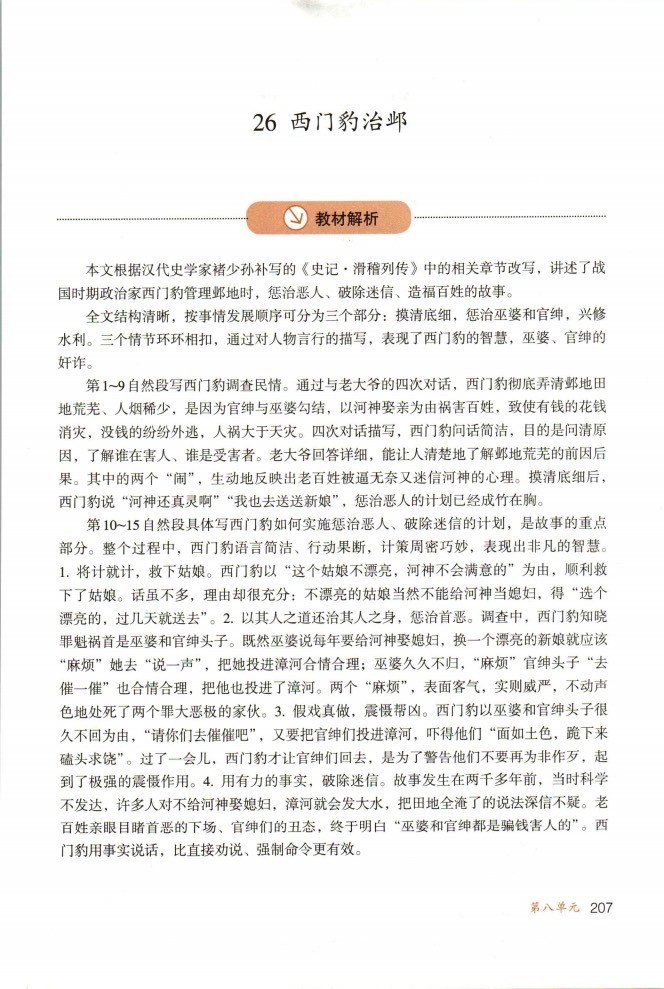 26 西门豹治邺
教材解析
本文根据汉代史学家褚少孙补写的《史记·滑稽列传》中的相关章节改写，讲述了战
国时期政治家西门豹管理邺地时，惩治恶人、破除迷信、造福百姓的故事。
全文结构清晰，按事情发展顺序可分为三个部分：摸清底细，惩治巫婆和官绅，兴修
水利。三个情节环环相扣，通过对人物言行的描写，表现了西门豹的智慧，巫婆、官绅的
奸诈。
第1~9自然段写西门豹调查民情。通过与老大爷的四次对话，西门豹彻底弄清邺地田
地荒芜、人烟稀少，是因为官绅与巫婆勾结，以河神娶亲为由祸害百姓，致使有钱的花钱
消灾，没钱的纷纷外逃，人祸大于天灾。四次对话描写，西门豹问话简洁，目的是问清原
因，了解谁在害人、谁是受害者。老大爷回答详细，能让人清楚地了解邺地荒芜的前因后
果。其中的两个“闹”，生动地反映出老百姓被逼无奈又迷信河神的心理。摸清底细后，
西门豹说“河神还真灵啊”“我也去送送新娘”，惩治恶人的计划已经成竹在胸。
第10~15自然段具体写西门豹如何实施惩治恶人、破除迷信的计划，是故事的重点
部分。整个过程中，西门豹语言简洁、行动果断，计策周密巧妙，表现出非凡的智慧。
1. 将计就计，救下姑娘。西门豹以“这个姑娘不漂亮，河神不会满意的”为由，顺利救
下了姑娘。话虽不多，理由却很充分：不漂亮的姑娘当然不能给河神当媳妇，得“选个
漂亮的，过几天就送去”。2. 以其人之道还治其人之身，惩治首恶。调查中，西门豹知晓
罪魁祸首是巫婆和官绅头子。既然巫婆说每年要给河神娶媳妇，换一个漂亮的新娘就应该
“麻烦”她去“说一声”，把她投进漳河合情合理；巫婆久久不归，“麻烦”官绅头子“去
催一催”也合情合理，把他也投进了漳河。两个“麻烦”，表面客气，实则威严，不动声
色地处死了两个罪大恶极的家伙。3. 假戏真做，震慑帮凶。西门豹以巫婆和官绅头子很
久不回为由，“请你们去催催吧”，又要把官绅们投进漳河，吓得他们“面如土色，跪下来
磕头求饶”。过了一会儿，西门豹才让官绅们回去，是为了警告他们不要再为非作歹，起
到了极强的震慑作用。4. 用有力的事实，破除迷信。故事发生在两千多年前，当时科学
不发达，许多人对不给河神娶媳妇，漳河就会发大水，把田地全淹了的说法深信不疑。老
百姓亲眼目睹首恶的下场、官绅们的丑态，终于明白“巫婆和官绅都是骗钱害人的”。西
门豹用事实说话，比直接劝说、强制命令更有效。
第八单元 207